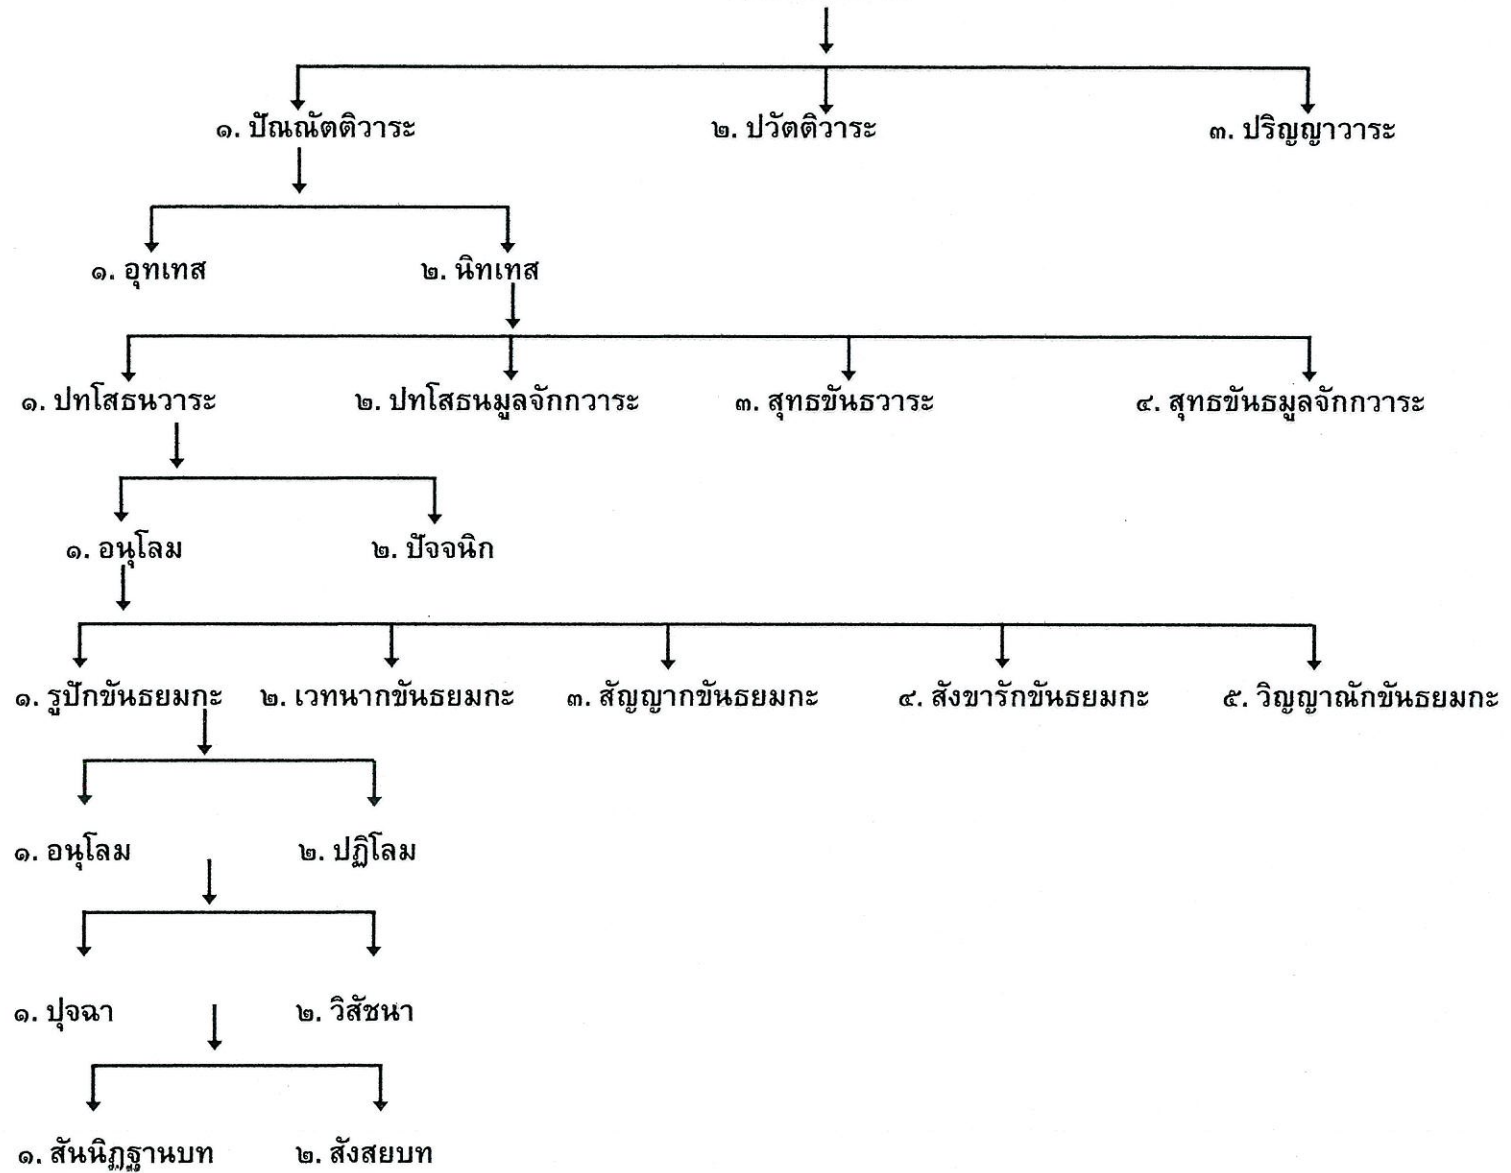 ๑. ปัณณัตติวาระ ๒. ปวัตติวาระ ๓. ปริญญาวาระ
๑. อุทเทส ๒. นิทเทส
๑. ปทโสธนวาระ ๒. ปทโสธนมูลจักกวาระ ๓. สุทธขันธวาระ ๔. สุทธขันธมูลจักกวาระ
๑. อนุโลม ๒. ปัจจนิก
๑. รูปักขันธยมกะ ๒. เวทนากขันธยมกะ ๓. สัญญากขันธยมกะ ๔. สังขารักขันธยมกะ ๕. วิญญาณักขันธยมกะ
๑. อนุโลม ๒. ปฏิโลม
๑. ปุจฉา ๒. วิสัชนา
๑. สันนิฏฐานบท ๒. สังสยบท